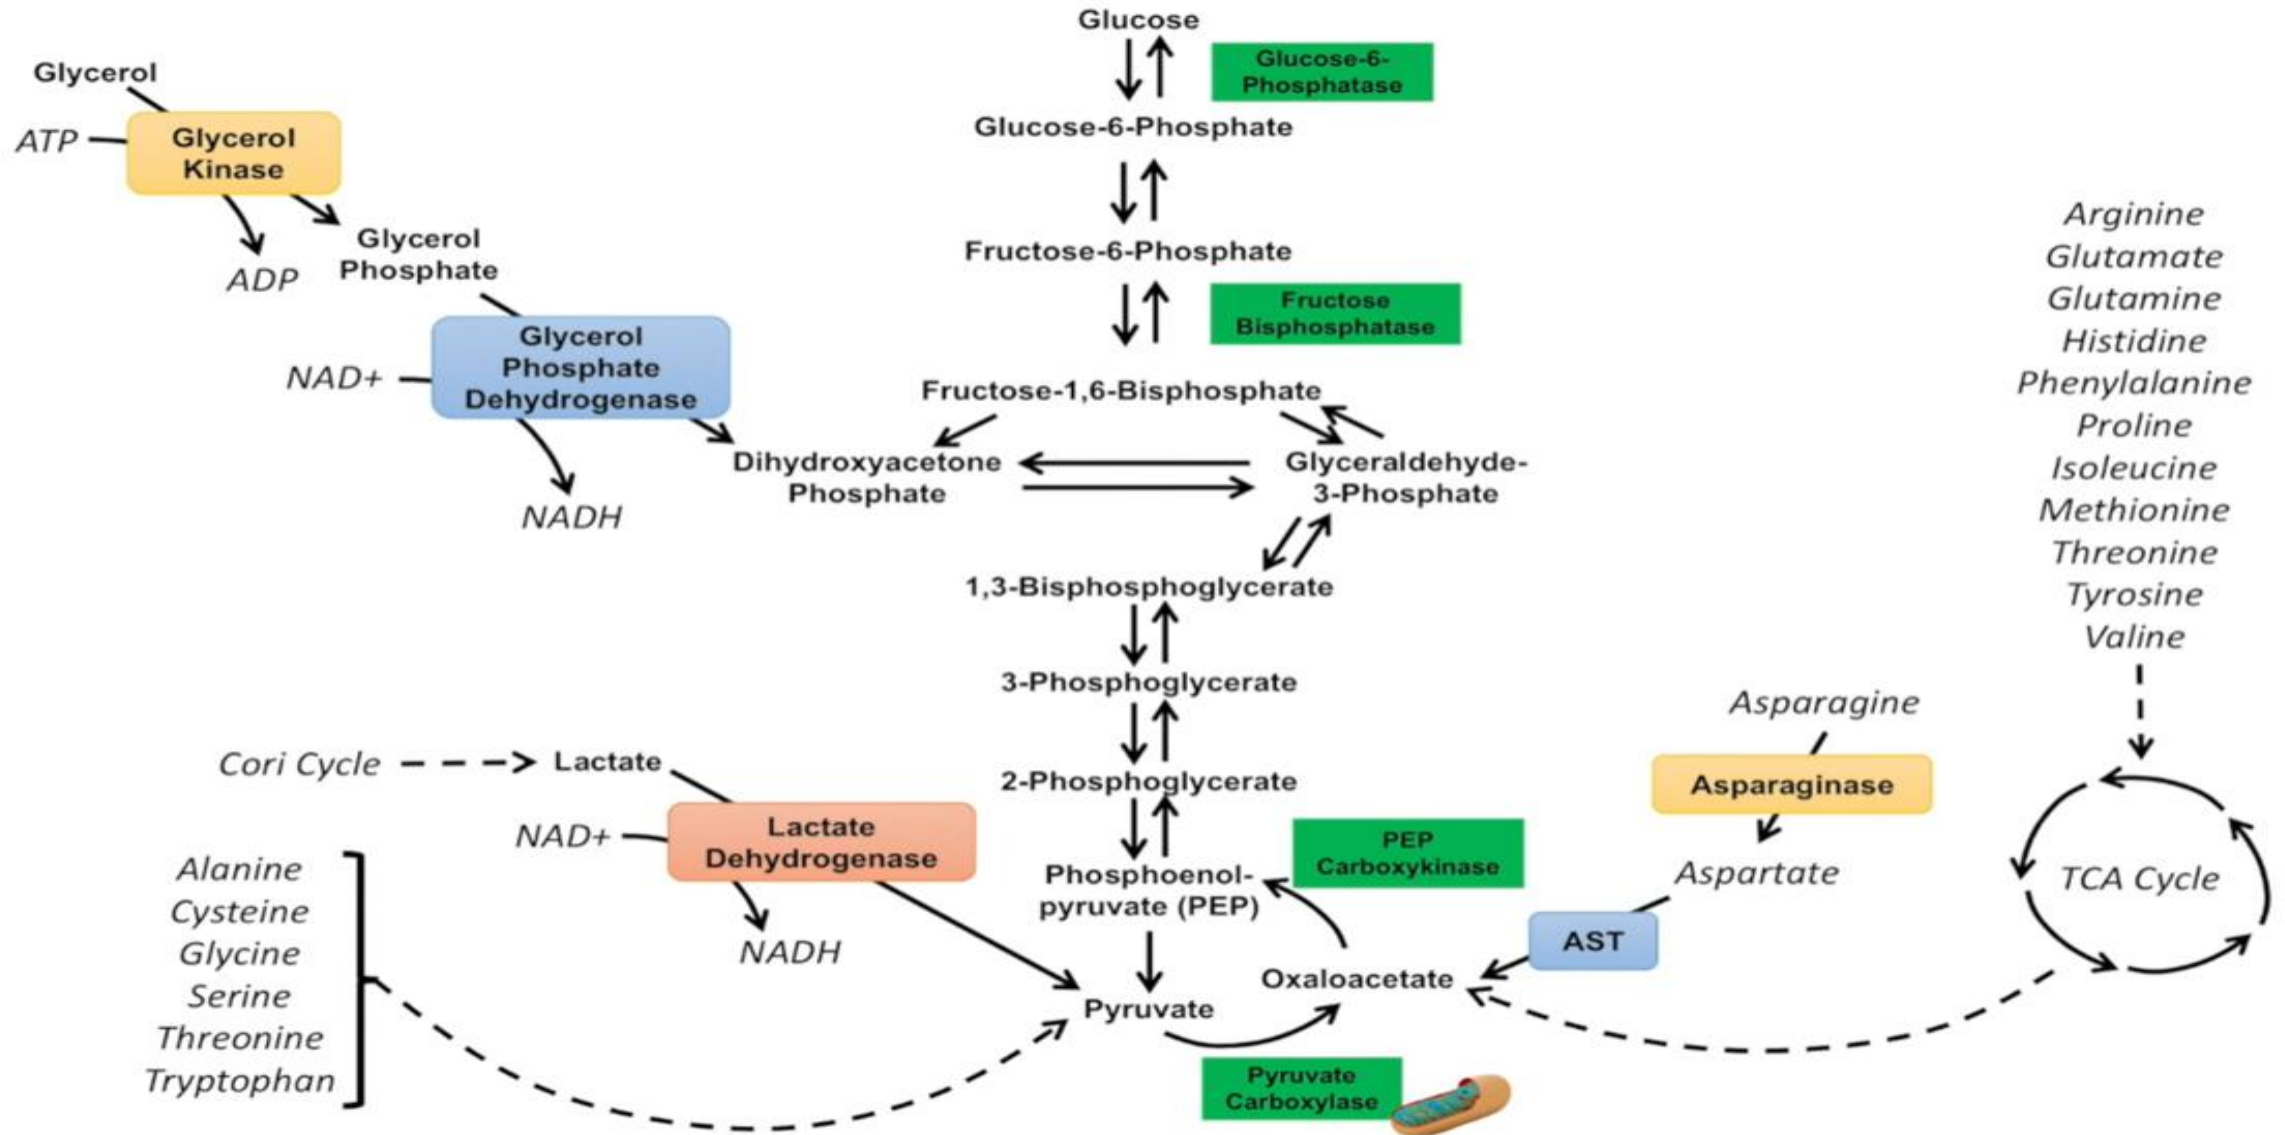 Glucose
Glucose-6-
Phosphatase
Glycerol
ATP
Glycerol
Kinase
ADP
Glucose-6-Phosphate
Glycerol
Phosphate
Fructose-6-Phosphate
Fructose
Bisphosphatase
NAD+
Glycerol
Phosphate
Dehydrogenase
NADH
Fructose-1,6-Bisphosphate
Dihydroxyacetone
Phosphate
Glyceraldehyde-
3-Phosphate
1,3-Bisphosphoglycerate
3-Phosphoglycerate
2-Phosphoglycerate
Cori Cycle
Lactate
NAD+
Lactate
Dehydrogenase
NADH
Alanine
Cysteine
Glycine
Serine
Threonine
Tryptophan
Phosphoenol-
pyruvate (PEP)
PEP
Carboxykinase
Pyruvate
Oxaloacetate
Pyruvate
Carboxylase
Asparagine
Asparaginase
Aspartate
AST
Arginine
Glutamate
Glutamine
Histidine
Phenylalanine
Proline
Isoleucine
Methionine
Threonine
Tyrosine
Valine
TCA Cycle